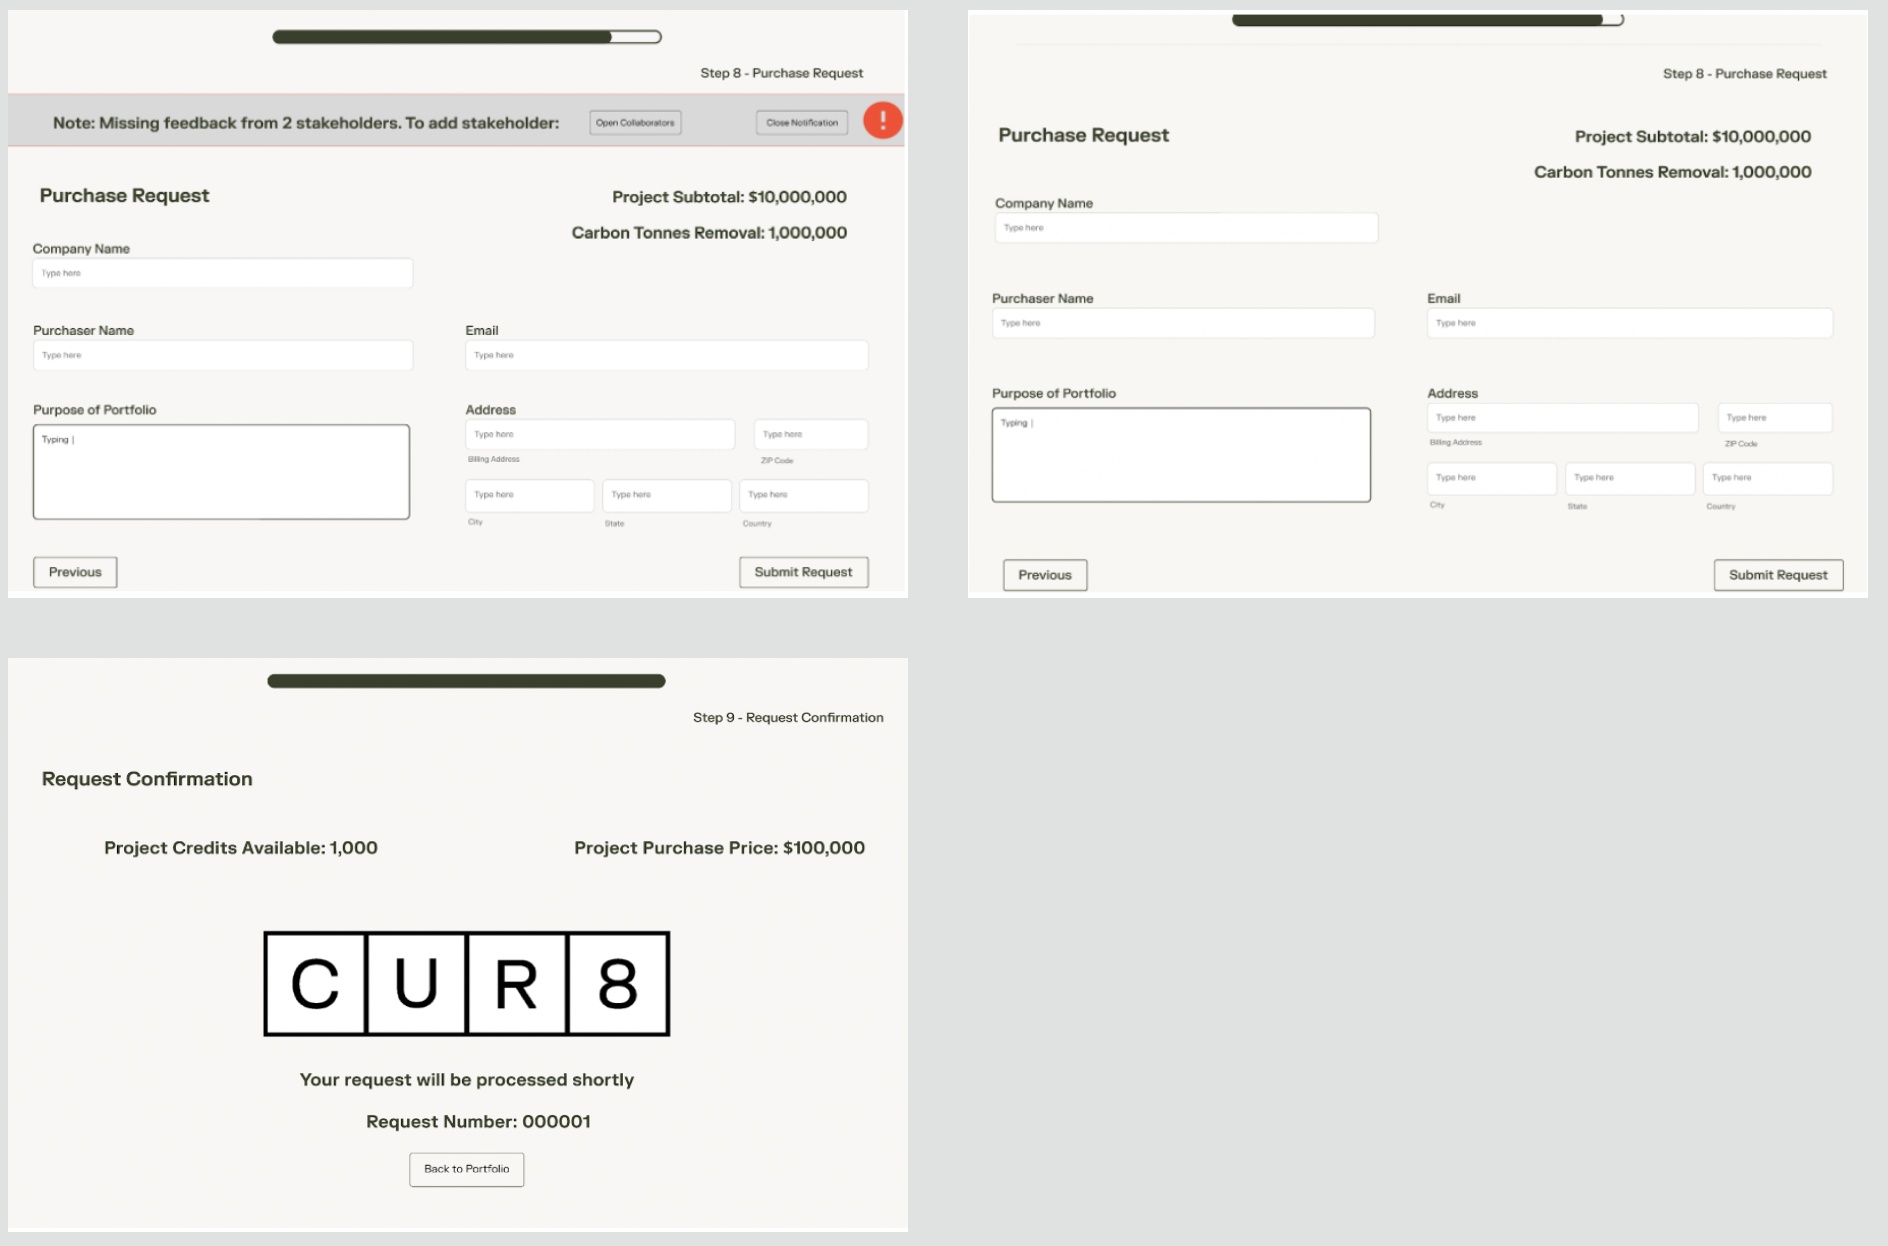 Step 8 - Purchase Request
Note: Missing feedback from 2 stakeholders. To add stakeholder:
Open Collaborators
Close Notification
!
Purchase Request
Project Subtotal: $10,000,000
Carbon Tonnes Removal: 1,000,000
Company Name
Type here
Purchaser Name
Email
Type here
Type here
Purpose of Portfolio
Address
Typing |
Type here
Type here
Billing Address
ZIP Code
Type here
Type here
Type here
City
State
Country
Previous
Submit Request
Step 8 - Purchase Request
Purchase Request
Project Subtotal: $10,000,000
Carbon Tonnes Removal: 1,000,000
Company Name
Type here
Purchaser Name
Email
Type here
Type here
Purpose of Portfolio
Address
Typing |
Type here
Type here
Billing Address
ZIP Code
Type here
Type here
Type here
City
State
Country
Previous
Submit Request
Step 9 - Request Confirmation
Request Confirmation
Project Credits Available: 1,000
Project Purchase Price: $100,000
CUR8
Your request will be processed shortly
Request Number: 000001
Back to Portfolio